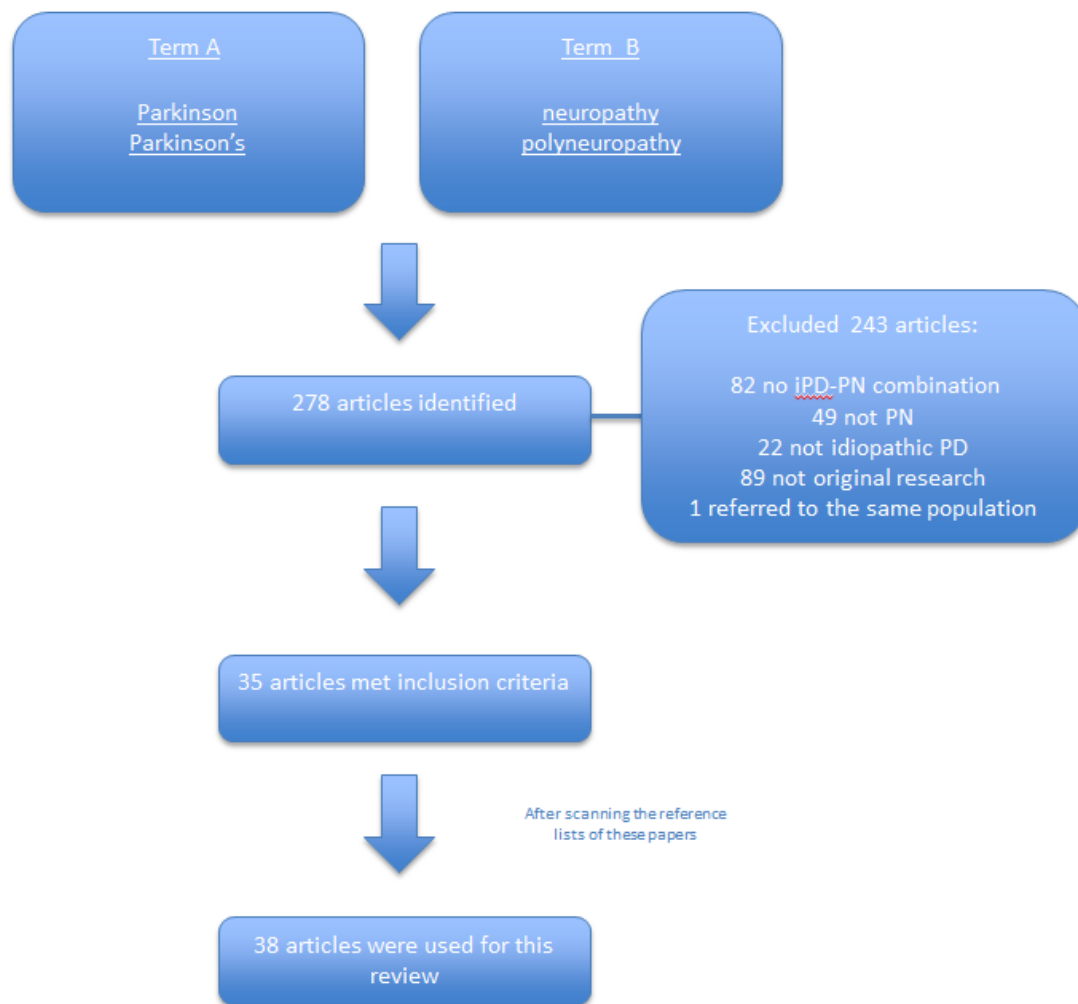 Term A
Parkinson
Parkinson's
Term B
neuropathy
polyneuropathy
278 articles identified
Excluded 243 articles:
82 no iPD-PN combination
49 not PN
22 not idiopathic PD
89 not original research
1 referred to the same population
35 articles met inclusion criteria
After scanning the reference
lists of these papers
38 articles were used for this
review